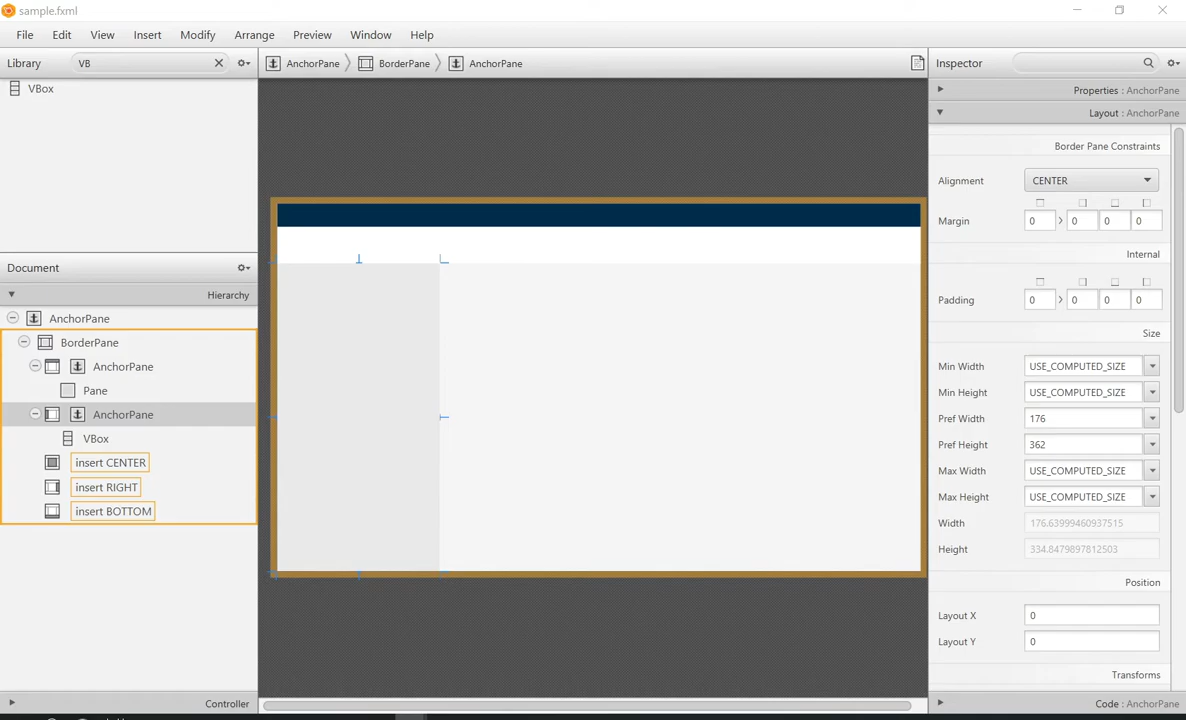 sample.fxml
File Edit View Insert Modify Arrange Preview Window Help
Library VB
VBox
Document
Hierarchy
AnchorPane
BorderPane
AnchorPane
Pane
AnchorPane
VBox
insert CENTER
insert RIGHT
insert BOTTOM
Controller
AnchorPane BorderPane AnchorPane
Inspector
Properties : AnchorPane
Layout : AnchorPane
Border Pane Constraints
Alignment CENTER
Margin 0 0 0 0
Internal
Padding 0 0 0 0
Size
Min Width USE_COMPUTED_SIZE
Min Height USE_COMPUTED_SIZE
Pref Width 176
Pref Height 362
Max Width USE_COMPUTED_SIZE
Max Height USE_COMPUTED_SIZE
Width 176.63999460937515
Height 334.8479897812503
Position
Layout X 0
Layout Y 0
Transforms
Code : AnchorPane